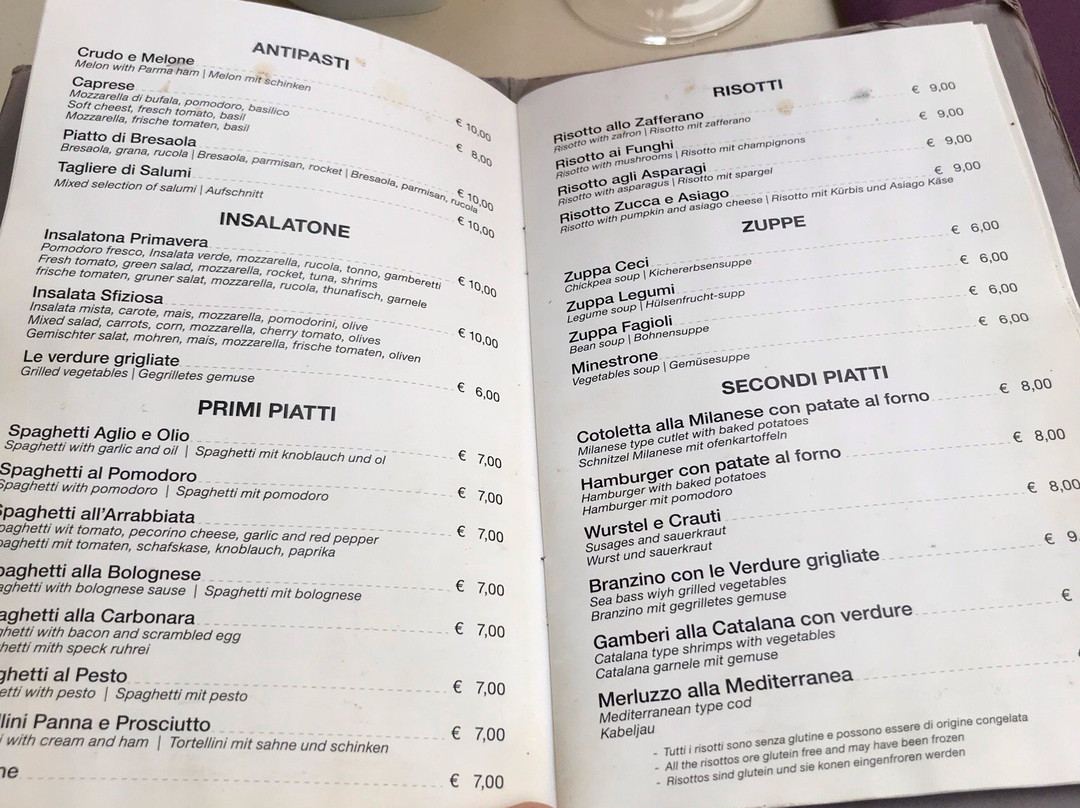 ANTIPASTI
Crudo e Melone € 10,00
Melon with Parma ham | Melon mit schinken
Caprese € 8,00
Mozzarella di bufala, pomodoro, basilico
Soft cheest, fresch tomato, basil
Mozzarella, frische tomaten, basil
Piatto di Bresaola € 10,00
Bresaola, grana, rucola | Bresaola, parmisan, rocket | Bresaola, parmisan, rucola
Tagliere di Salumi € 10,00
Mixed selection of salumi | Aufschnitt
INSALATONE
Insalatona Primavera € 10,00
Pomodoro fresco, Insalata verde, mozzarella, rucola, tonno, gamberetti
Fresh tomato, green salad, mozzarella, rocket, tuna, shrims
frische tomaten, gruner salat, mozzarella, rucola, thunafisch, garnele
Insalata Sfiziosa € 10,00
Insalata mista, carote, mais, mozzarella, pomodorini, olive
Mixed salad, carrots, corn, mozzarella, cherry tomato, olives
Gemischter salat, mohren, mais, mozzarella, frische tomaten, oliven
Le verdure grigliate € 6,00
Grilled vegetables | Gegrilletes gemuse
PRIMI PIATTI
Spaghetti Aglio e Olio € 7,00
Spaghetti with garlic and oil | Spaghetti mit knoblauch und ol
Spaghetti al Pomodoro € 7,00
Spaghetti with pomodoro | Spaghetti mit pomodoro
Spaghetti all'Arrabbiata € 7,00
paghetti wit tomato, pecorino cheese, garlic and red pepper
paghetti mit tomaten, schafskase, knoblauch, paprika
paghetti alla Bolognese € 7,00
aghetti with bolognese sause | Spaghetti mit bolognese
aghetti alla Carbonara € 7,00
ghetti with bacon and scrambled egg
hetti mith speck ruhrei
ghetti al Pesto € 7,00
etti with pesto | Spaghetti mit pesto
llini Panna e Prosciutto € 7,00
i with cream and ham | Tortellini mit sahne und schinken
ne € 7,00
RISOTTI
Risotto allo Zafferano € 9,00
Risotto with zafron | Risotto mit zafferano
Risotto ai Funghi € 9,00
Risotto with mushrooms | Risotto mit champignons
Risotto agli Asparagi € 9,00
Risotto with asparagus | Risotto mit spargel
Risotto Zucca e Asiago € 9,00
Risotto with pumpkin and asiago cheese | Risotto mit Kürbis und Asiago Käse
ZUPPE
Zuppa Ceci € 6,00
Chickpea soup | Kichererbsensuppe
Zuppa Legumi € 6,00
Legume soup | Hülsenfrucht-supp
Zuppa Fagioli € 6,00
Bean soup | Bohnensuppe
Minestrone € 6,00
Vegetables soup | Gemüsesuppe
SECONDI PIATTI
Cotoletta alla Milanese con patate al forno € 8,00
Milanese type cutlet with baked potatoes
Schnitzel Milanese mit ofenkartoffeln
Hamburger con patate al forno € 8,00
Hamburger with baked potatoes
Hamburger mit pomodoro
Wurstel e Crauti € 8,00
Susages and sauerkraut
Wurst und sauerkraut
Branzino con le Verdure grigliate € 9
Sea bass wiyh grilled vegetables
Branzino mit gegrilletes gemuse
Gamberi alla Catalana con verdure €
Catalana type shrimps with vegetables
Catalana garnele mit gemuse
Merluzzo alla Mediterranea
Mediterranean type cod
Kabeljau
- Tutti i risotti sono senza glutine e possono essere di origine congelata
- All the risottos ore glutein free and may have been frozen
- Risottos sind glutein und sie konen eingenfroren werden